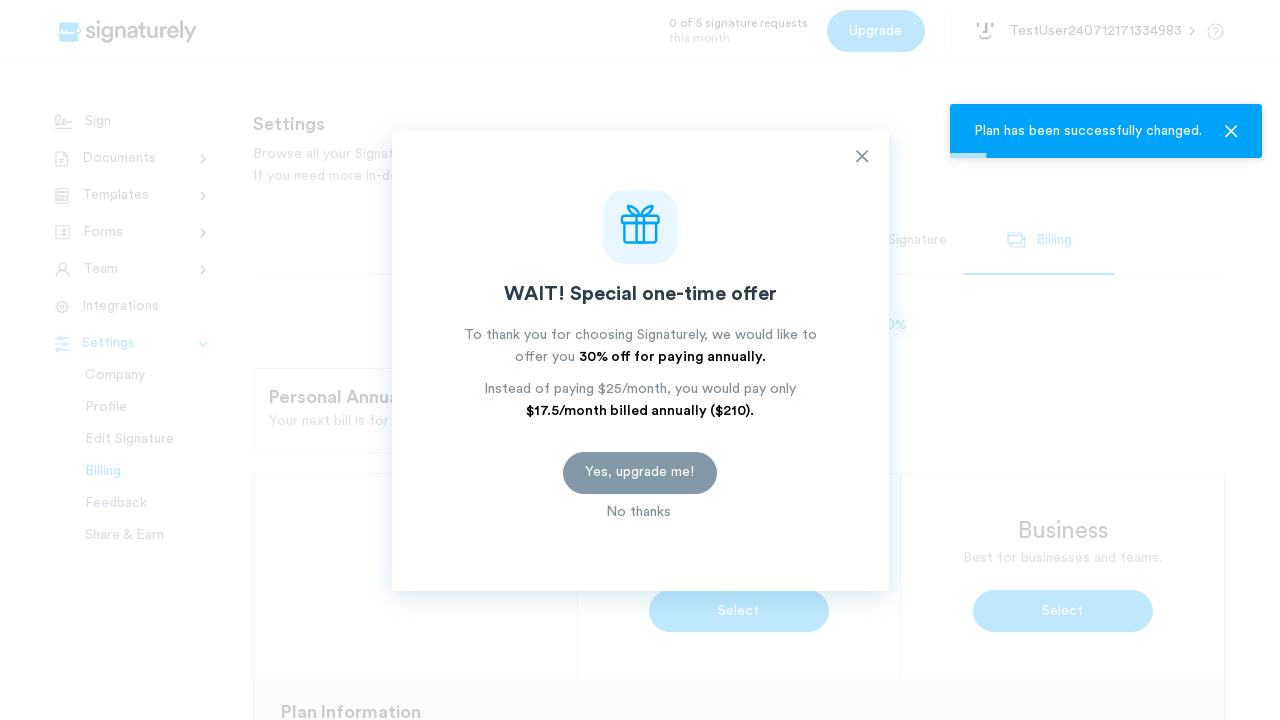 signaturely
0 of 5 signature requests
this month
Upgrade
TestUser240712171334983
Plan has been successfully changed.
Sign
Documents
Templates
Forms
Team
Integrations
Settings
Company
Profile
Edit Signature
Billing
Feedback
Share & Earn
Settings
Browse all your Signat
If you need more in-de
Signature
Billing
0%
Personal Annua
Your next bill is for
WAIT! Special one-time offer
To thank you for choosing Signaturely, we would like to
offer you 30% off for paying annually.
Instead of paying $25/month, you would pay only
$17.5/month billed annually ($210).
Yes, upgrade me!
No thanks
Select
Business
Best for businesses and teams.
Select
Plan Information